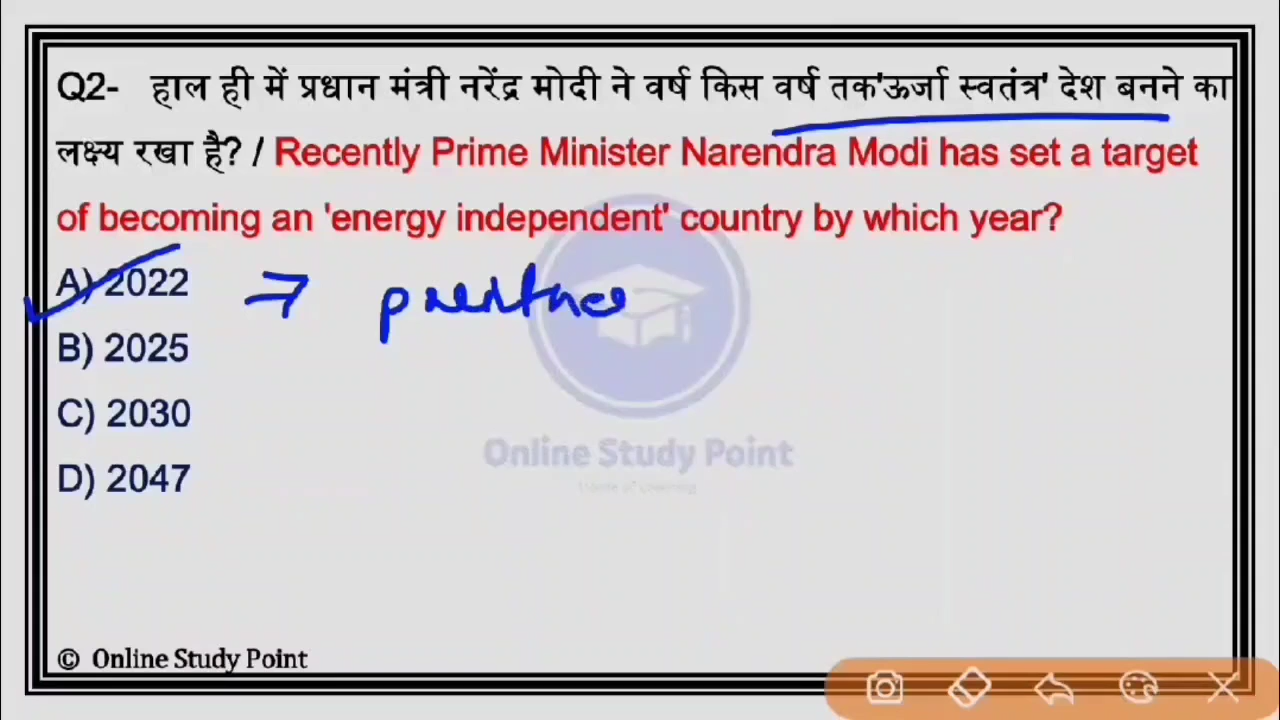 Q2- हाल ही में प्रधान मंत्री नरेंद्र मोदी ने वर्ष किस वर्ष तक'ऊर्जा स्वतंत्र' देश बनने का
लक्ष्य रखा है? / Recently Prime Minister Narendra Modi has set a target
of becoming an 'energy independent' country by which year?
A) 2022
B) 2025
C) 2030
D) 2047
Online Study Point
© Online Study Point